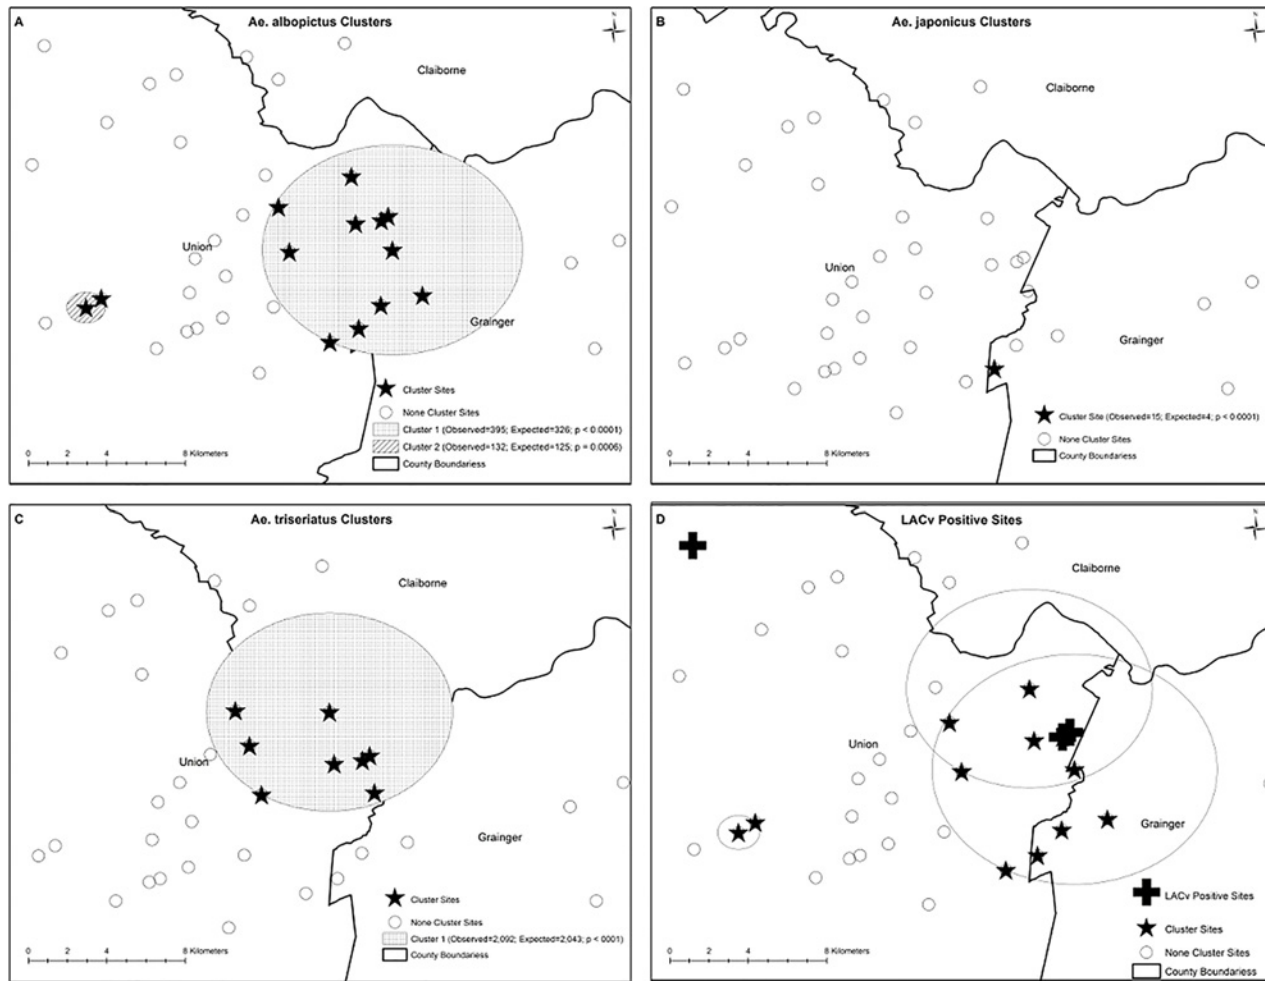 A
Ae. albopictus Clusters
N
Claiborne
Union
Grainger
Cluster Sites
None Cluster Sites
Cluster 1 (Observed=395; Expected=326; p < 0.0001)
Cluster 2 (Observed=132; Expected=125; p = 0.0006)
County Boundariess
0 2 4 8 Kilometers
B
Ae. japonicus Clusters
N
Claiborne
Union
Grainger
Cluster Site (Observed=15; Expected=4; p < 0.0001)
None Cluster Sites
County Boundariess
0 2 4 8 Kilometers
C
Ae. triseriatus Clusters
N
Claiborne
Union
Grainger
Cluster Sites
None Cluster Sites
Cluster 1 (Observed=2,092; Expected=2,043; p < 0001)
County Boundariess
0 2 4 8 Kilometers
D
LACv Positive Sites
N
Claiborne
Union
Grainger
LACv Positive Sites
Cluster Sites
None Cluster Sites
County Boundariess
0 2 4 8 Kilometers